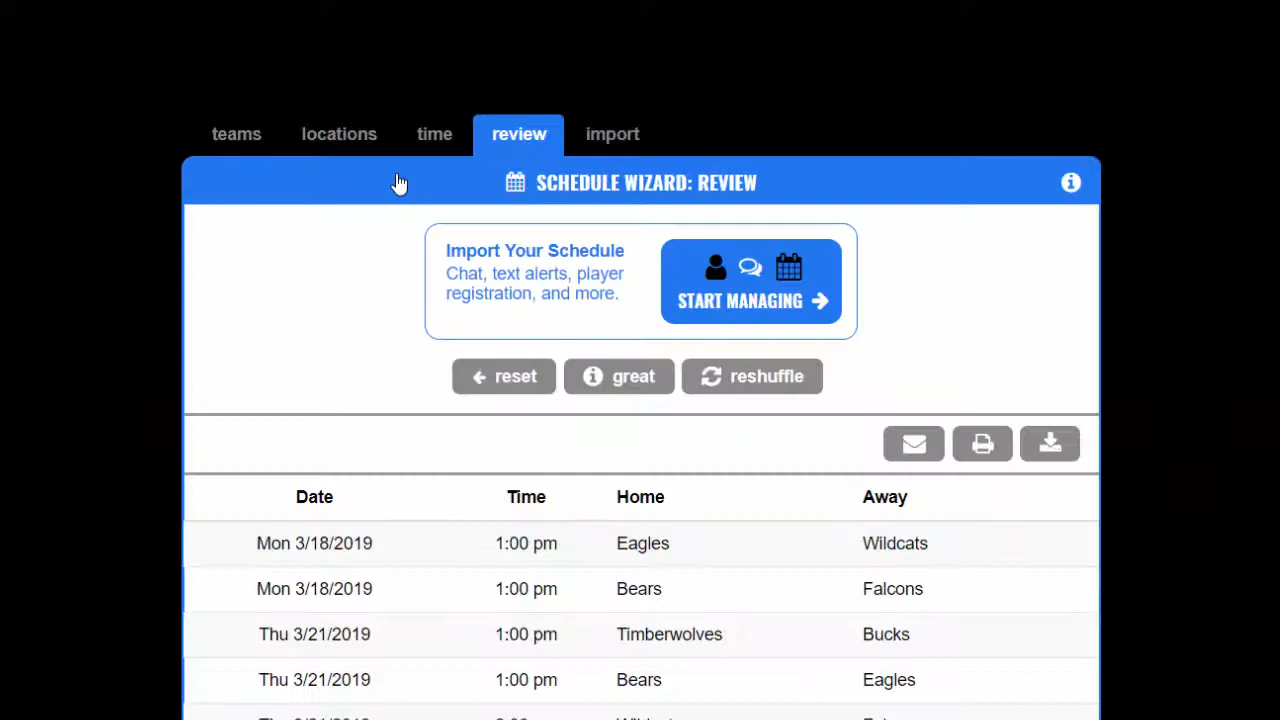 teams locations time review import
SCHEDULE WIZARD: REVIEW
Import Your Schedule
Chat, text alerts, player
registration, and more.
START MANAGING
reset great reshuffle
Date Time Home Away
Mon 3/18/2019 1:00 pm Eagles Wildcats
Mon 3/18/2019 1:00 pm Bears Falcons
Thu 3/21/2019 1:00 pm Timberwolves Bucks
Thu 3/21/2019 1:00 pm Bears Eagles